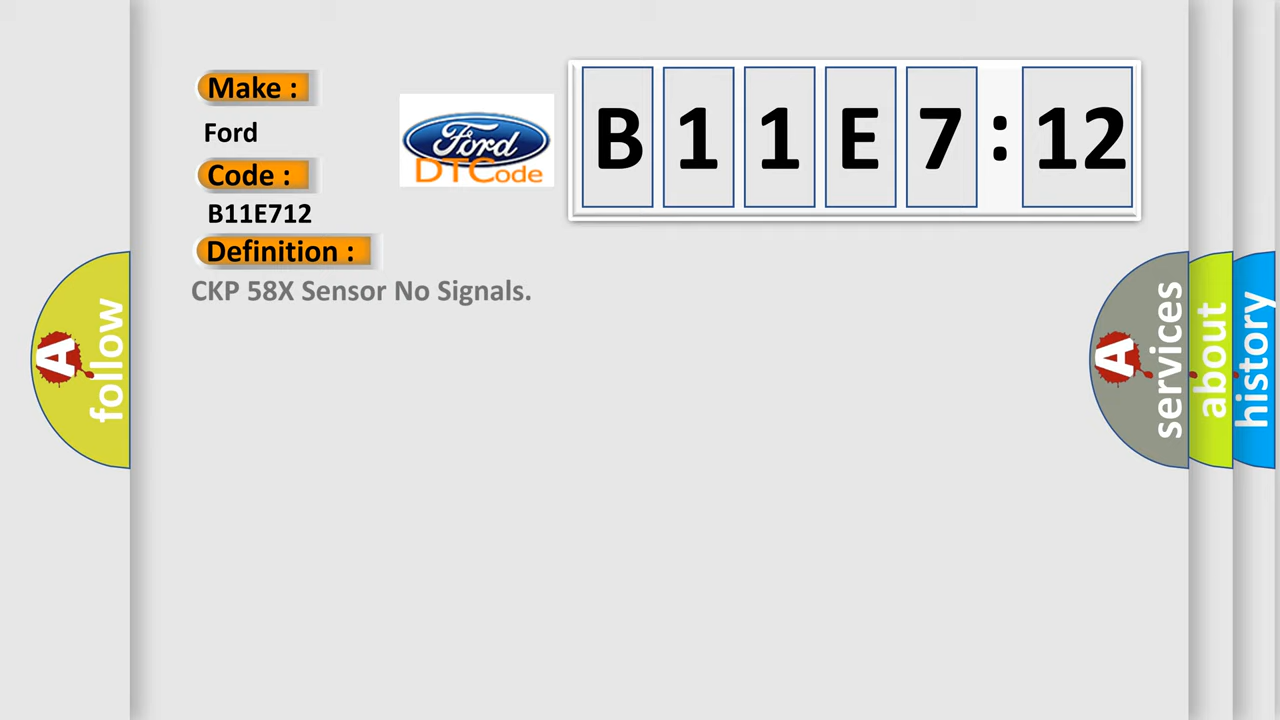 Make :
Ford
Code :
B11E712
Definition :
CKP 58X Sensor No Signals.
Ford
DTCode
B 1 1 E 7 : 12
A follow
A services
about
history